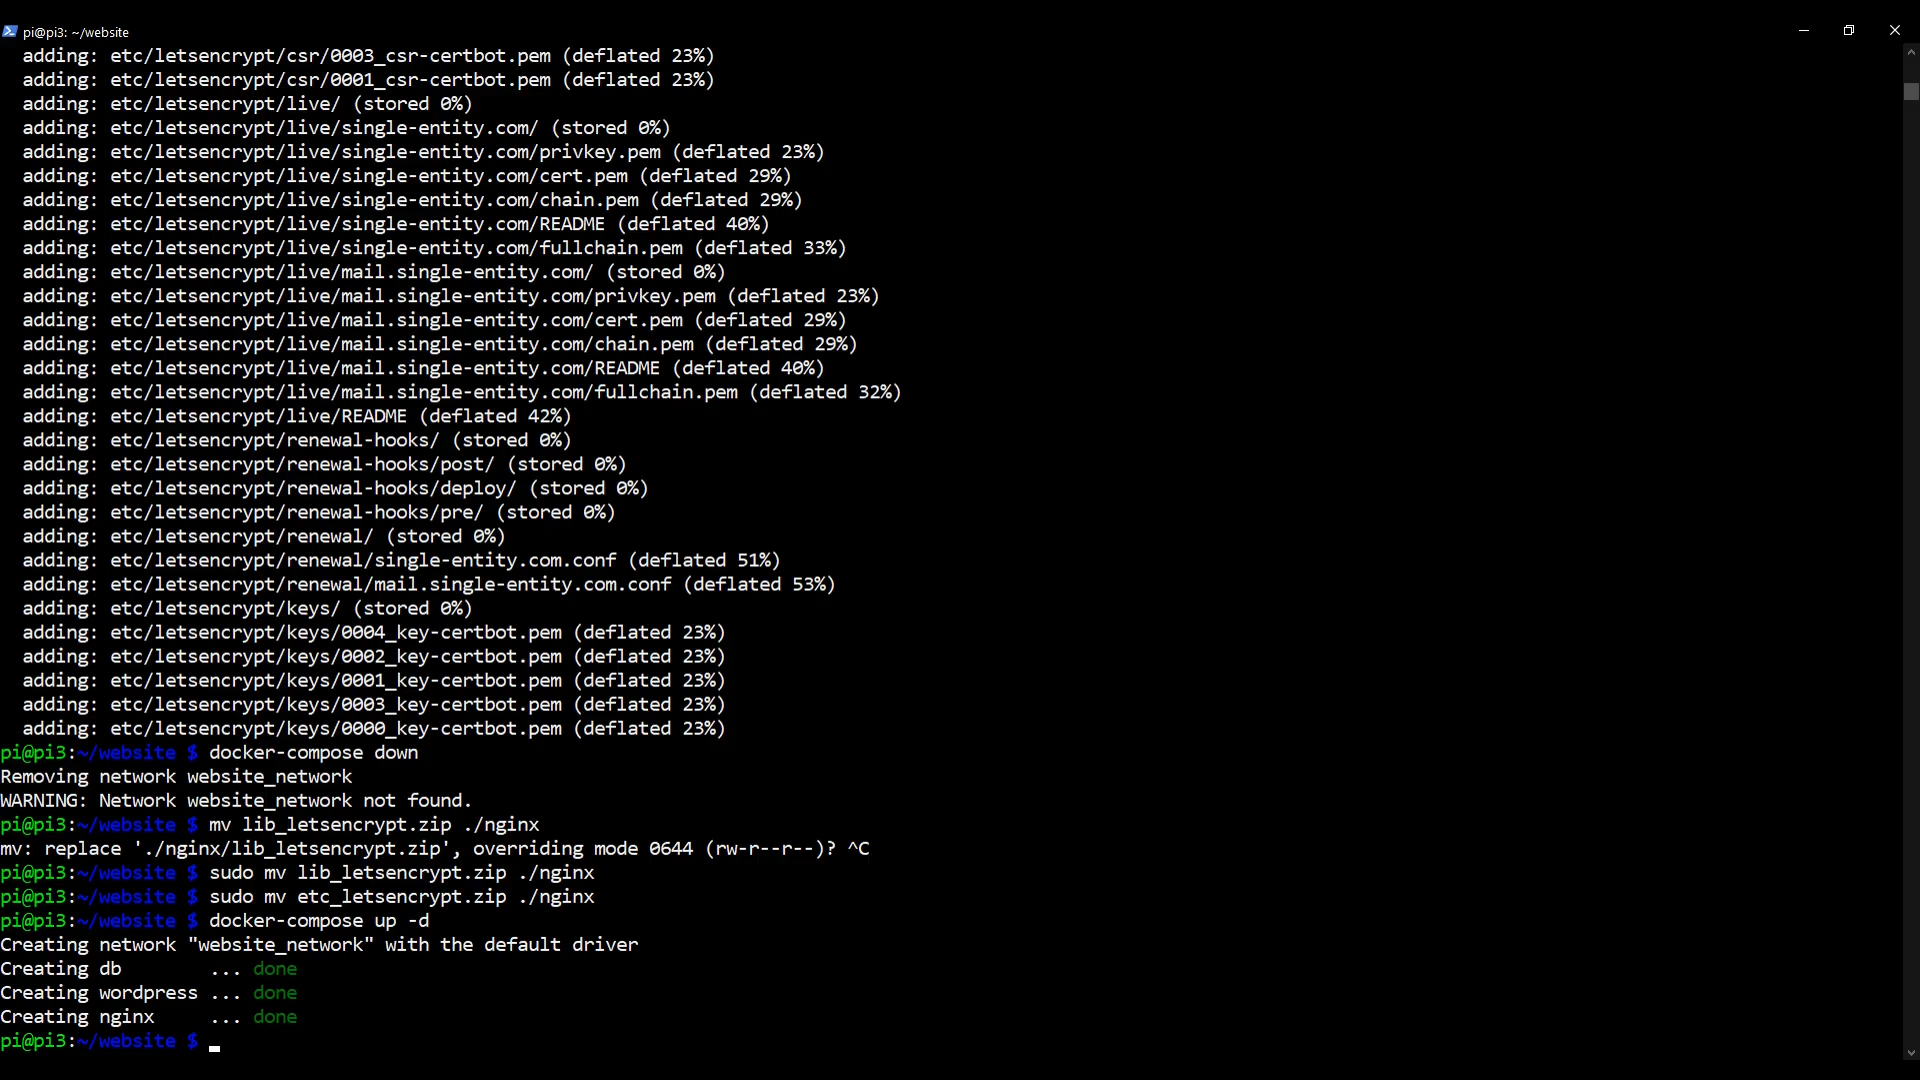 pi@pi3: ~/website
adding: etc/letsencrypt/csr/0003_csr-certbot.pem (deflated 23%)
adding: etc/letsencrypt/csr/0001_csr-certbot.pem (deflated 23%)
adding: etc/letsencrypt/live/ (stored 0%)
adding: etc/letsencrypt/live/single-entity.com/ (stored 0%)
adding: etc/letsencrypt/live/single-entity.com/privkey.pem (deflated 23%)
adding: etc/letsencrypt/live/single-entity.com/cert.pem (deflated 29%)
adding: etc/letsencrypt/live/single-entity.com/chain.pem (deflated 29%)
adding: etc/letsencrypt/live/single-entity.com/README (deflated 40%)
adding: etc/letsencrypt/live/single-entity.com/fullchain.pem (deflated 33%)
adding: etc/letsencrypt/live/mail.single-entity.com/ (stored 0%)
adding: etc/letsencrypt/live/mail.single-entity.com/privkey.pem (deflated 23%)
adding: etc/letsencrypt/live/mail.single-entity.com/cert.pem (deflated 29%)
adding: etc/letsencrypt/live/mail.single-entity.com/chain.pem (deflated 29%)
adding: etc/letsencrypt/live/mail.single-entity.com/README (deflated 40%)
adding: etc/letsencrypt/live/mail.single-entity.com/fullchain.pem (deflated 32%)
adding: etc/letsencrypt/live/README (deflated 42%)
adding: etc/letsencrypt/renewal-hooks/ (stored 0%)
adding: etc/letsencrypt/renewal-hooks/post/ (stored 0%)
adding: etc/letsencrypt/renewal-hooks/deploy/ (stored 0%)
adding: etc/letsencrypt/renewal-hooks/pre/ (stored 0%)
adding: etc/letsencrypt/renewal/ (stored 0%)
adding: etc/letsencrypt/renewal/single-entity.com.conf (deflated 51%)
adding: etc/letsencrypt/renewal/mail.single-entity.com.conf (deflated 53%)
adding: etc/letsencrypt/keys/ (stored 0%)
adding: etc/letsencrypt/keys/0004_key-certbot.pem (deflated 23%)
adding: etc/letsencrypt/keys/0002_key-certbot.pem (deflated 23%)
adding: etc/letsencrypt/keys/0001_key-certbot.pem (deflated 23%)
adding: etc/letsencrypt/keys/0003_key-certbot.pem (deflated 23%)
adding: etc/letsencrypt/keys/0000_key-certbot.pem (deflated 23%)
pi@pi3:~/website $ docker-compose down
Removing network website_network
WARNING: Network website_network not found.
pi@pi3:~/website $ mv lib_letsencrypt.zip ./nginx
mv: replace './nginx/lib_letsencrypt.zip', overriding mode 0644 (rw-r--r--)? ^C
pi@pi3:~/website $ sudo mv lib_letsencrypt.zip ./nginx
pi@pi3:~/website $ sudo mv etc_letsencrypt.zip ./nginx
pi@pi3:~/website $ docker-compose up -d
Creating network "website_network" with the default driver
Creating db        ... done
Creating wordpress ... done
Creating nginx     ... done
pi@pi3:~/website $ _